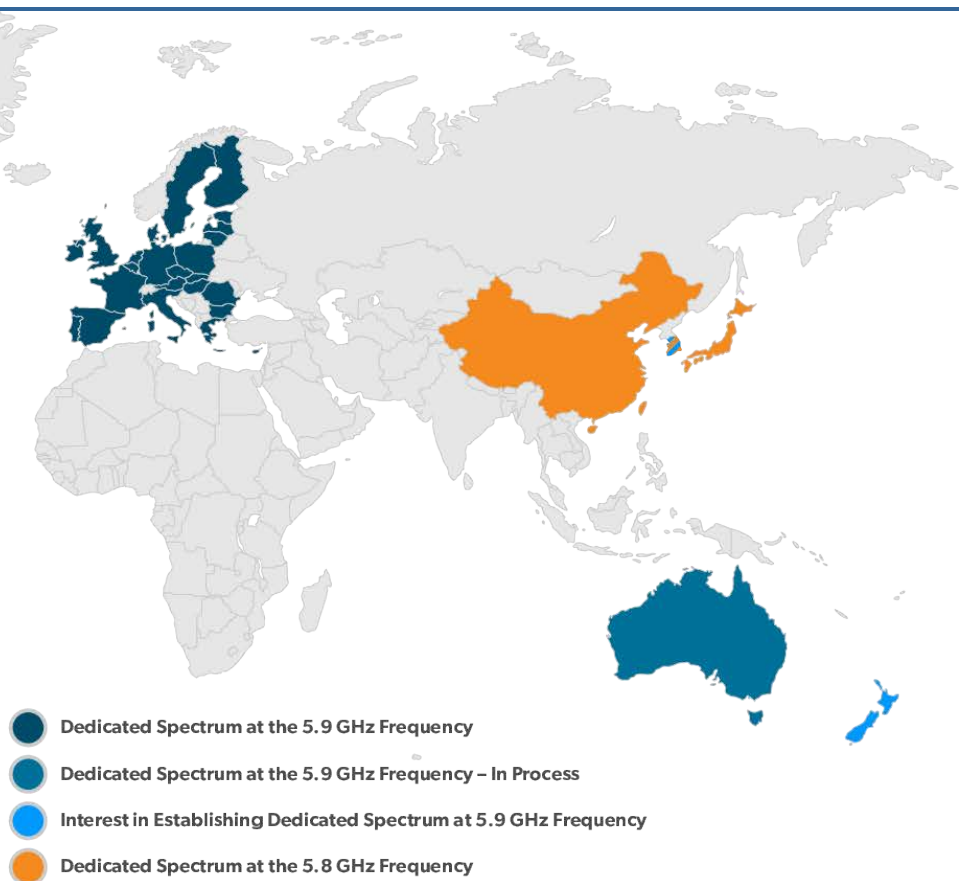 Dedicated Spectrum at the 5.9 GHz Frequency
Dedicated Spectrum at the 5.9 GHz Frequency – In Process
Interest in Establishing Dedicated Spectrum at 5.9 GHz Frequency
Dedicated Spectrum at the 5.8 GHz Frequency